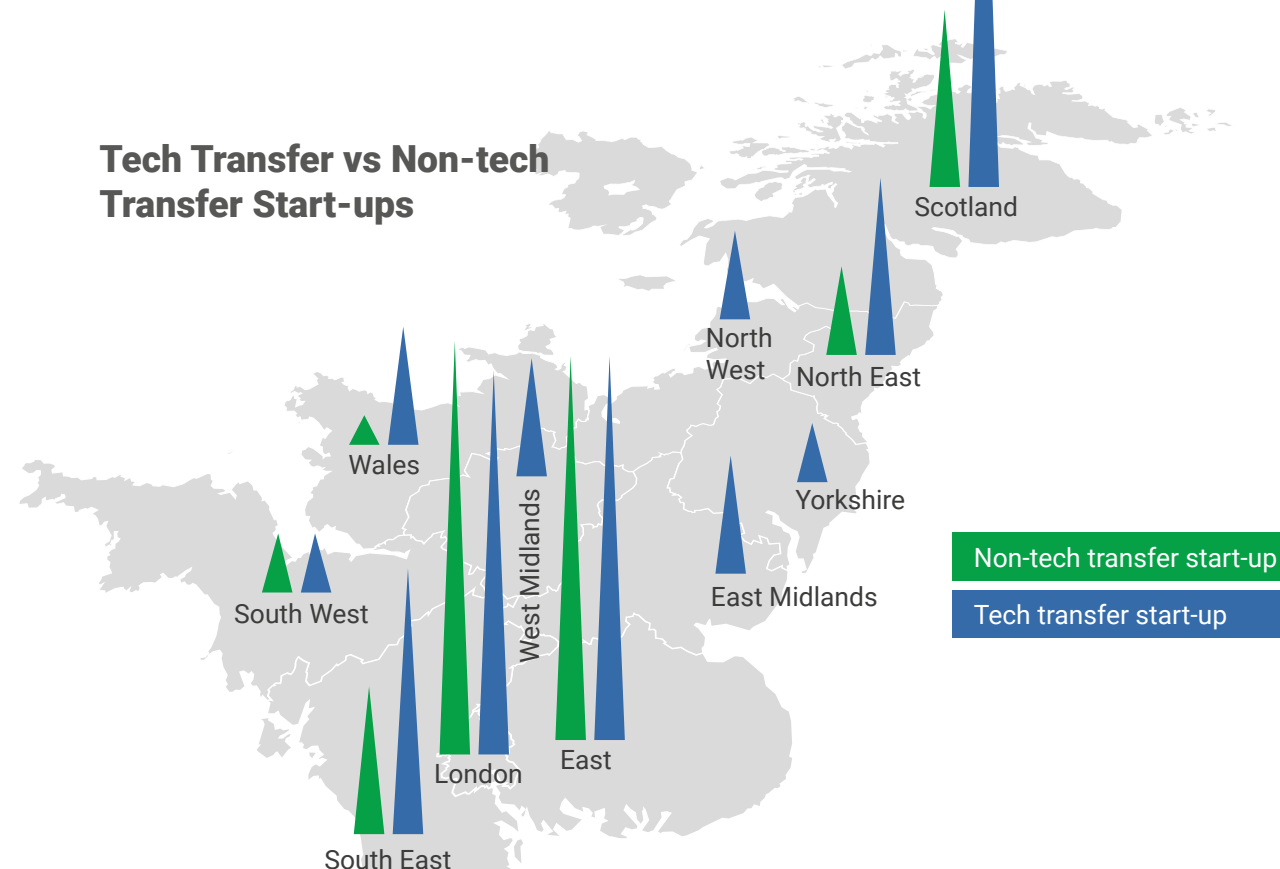 Tech Transfer vs Non-tech
Transfer Start-ups
Scotland
North
West
North East
Wales
Yorkshire
West Midlands
Non-tech transfer start-up
East Midlands
South West
Tech transfer start-up
East
London
South East